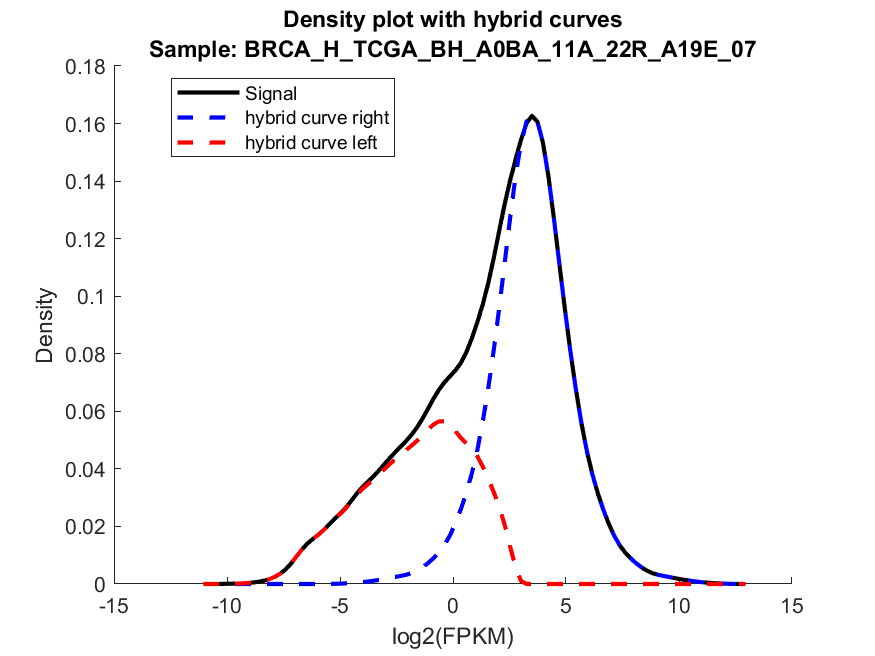 Density plot with hybrid curves
Sample: BRCA_H_TCGA_BH_A0BA_11A_22R_A19E_07
Signal
hybrid curve right
hybrid curve left
Density
0.18
0.16
0.14
0.12
0.1
0.08
0.06
0.04
0.02
0
-15 -10 -5 0 5 10 15
log2(FPKM)